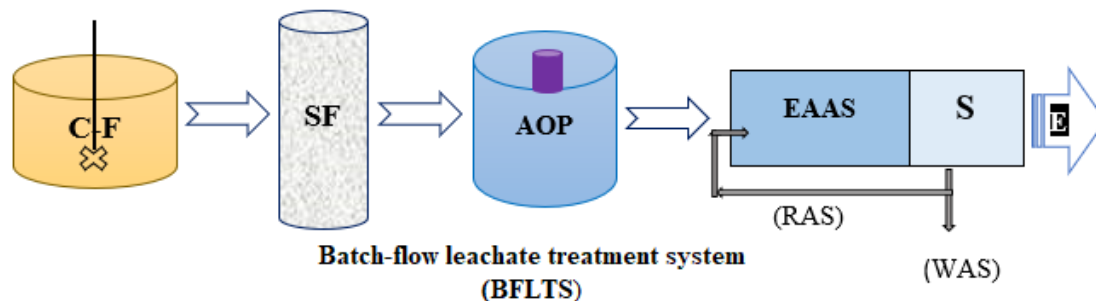 C-F
SF
AOP
EAAS
S
E
(RAS)
(WAS)
Batch-flow leachate treatment system
(BFLTS)